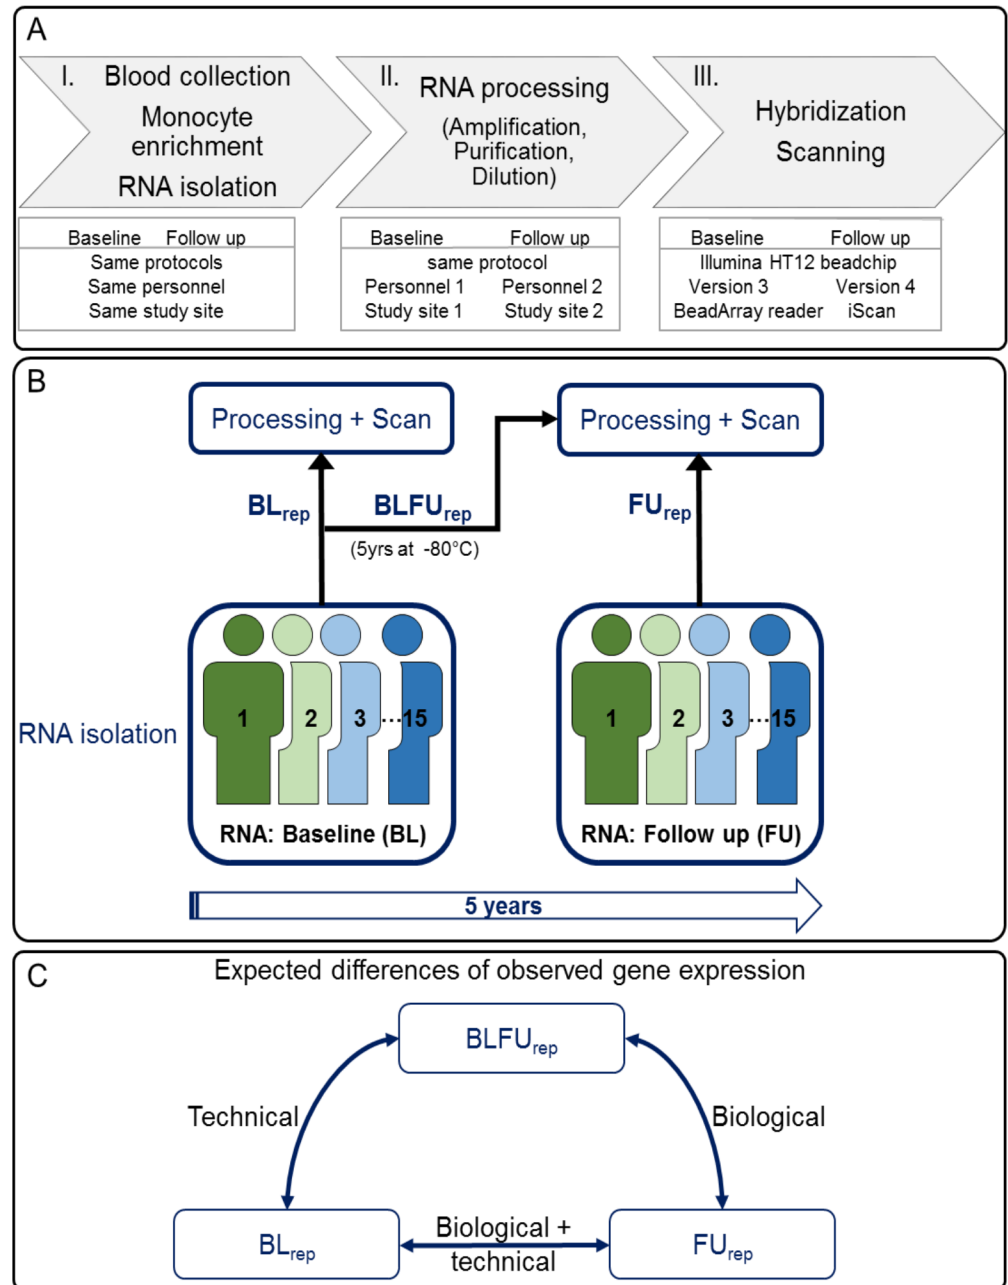 A
I.
Blood collection
Monocyte
enrichment
RNA isolation
Baseline Follow up
Same protocols
Same personnel
Same study site
II.
RNA processing
(Amplification,
Purification,
Dilution)
Baseline Follow up
same protocol
Personnel 1 Personnel 2
Study site 1 Study site 2
III.
Hybridization
Scanning
Baseline Follow up
Illumina HT12 beadchip
Version 3 Version 4
BeadArray reader iScan
B
Processing + Scan
Processing + Scan
BLrep
BLFUrep
FUrep
(5yrs at -80°C)
RNA isolation
1 2 3 ...15
RNA: Baseline (BL)
1 2 3 ...15
RNA: Follow up (FU)
5 years
C
Expected differences of observed gene expression
BLFUrep
Technical
Biological
BLrep
Biological +
technical
FUrep